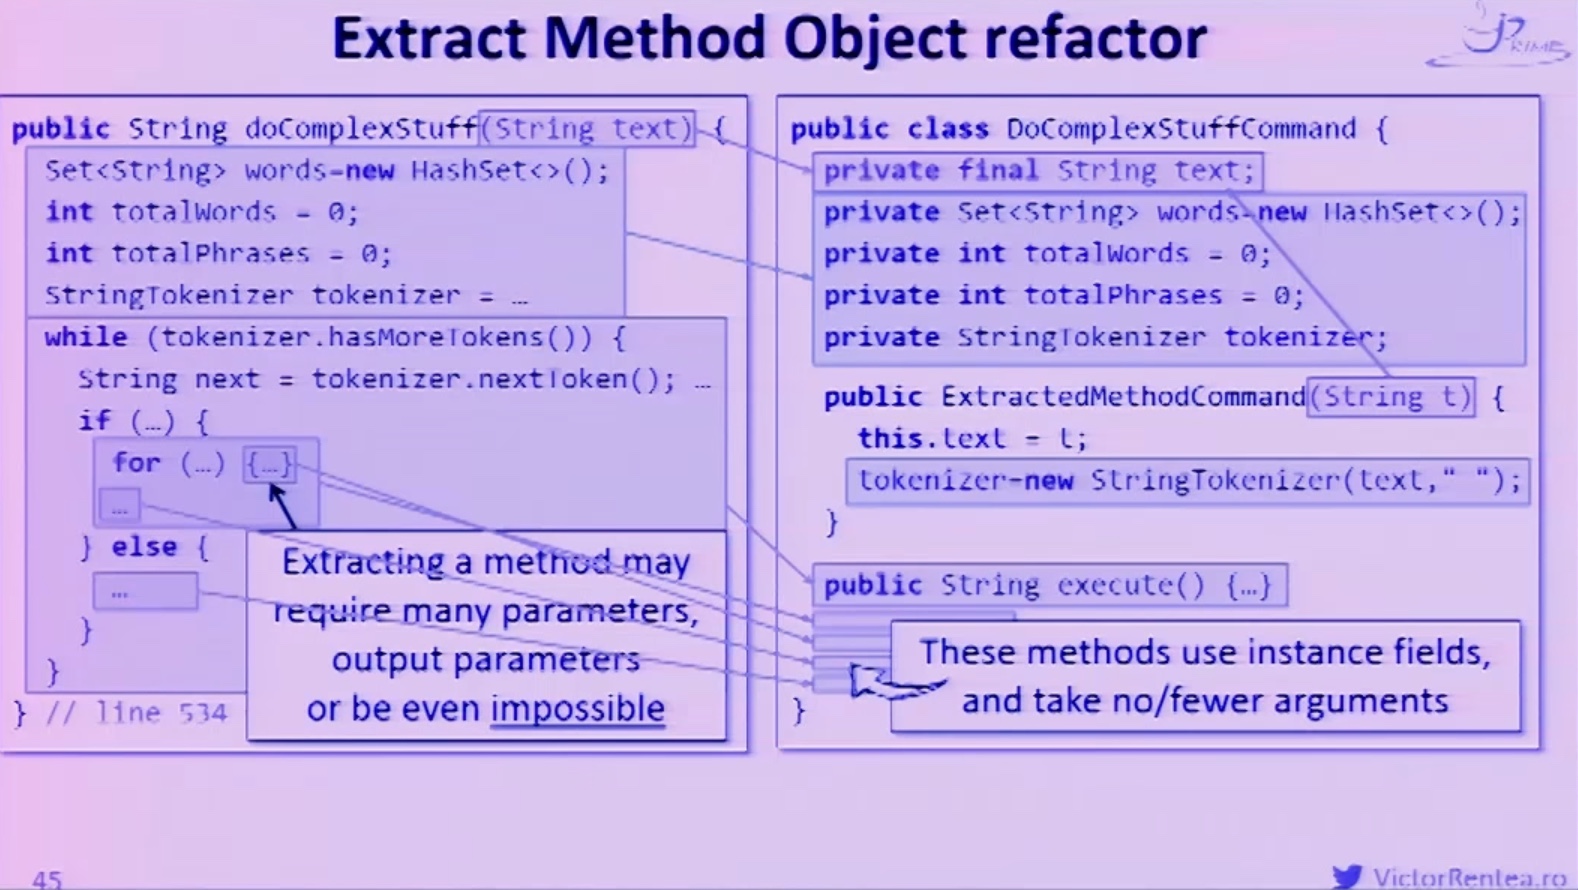 Extract Method Object refactor
public String doComplexStuff(String text) {
Set<String> words=new HashSet<>();
int totalWords = 0;
int totalPhrases = 0;
StringTokenizer tokenizer = …
while (tokenizer.hasMoreTokens()) {
String next = tokenizer.nextToken(); …
if (…) {
for (…) {…}
…
} else {
…
}
}
} // line 534
Extracting a method may
require many parameters,
output parameters
or be even impossible
public class DoComplexStuffCommand {
private final String text;
private Set<String> words=new HashSet<>();
private int totalWords = 0;
private int totalPhrases = 0;
private StringTokenizer tokenizer;
public ExtractedMethodCommand(String t) {
this.text = t;
tokenizer=new StringTokenizer(text," ");
}
public String execute() {…}
These methods use instance fields,
and take no/fewer arguments
}
45
VictorRentea.ro